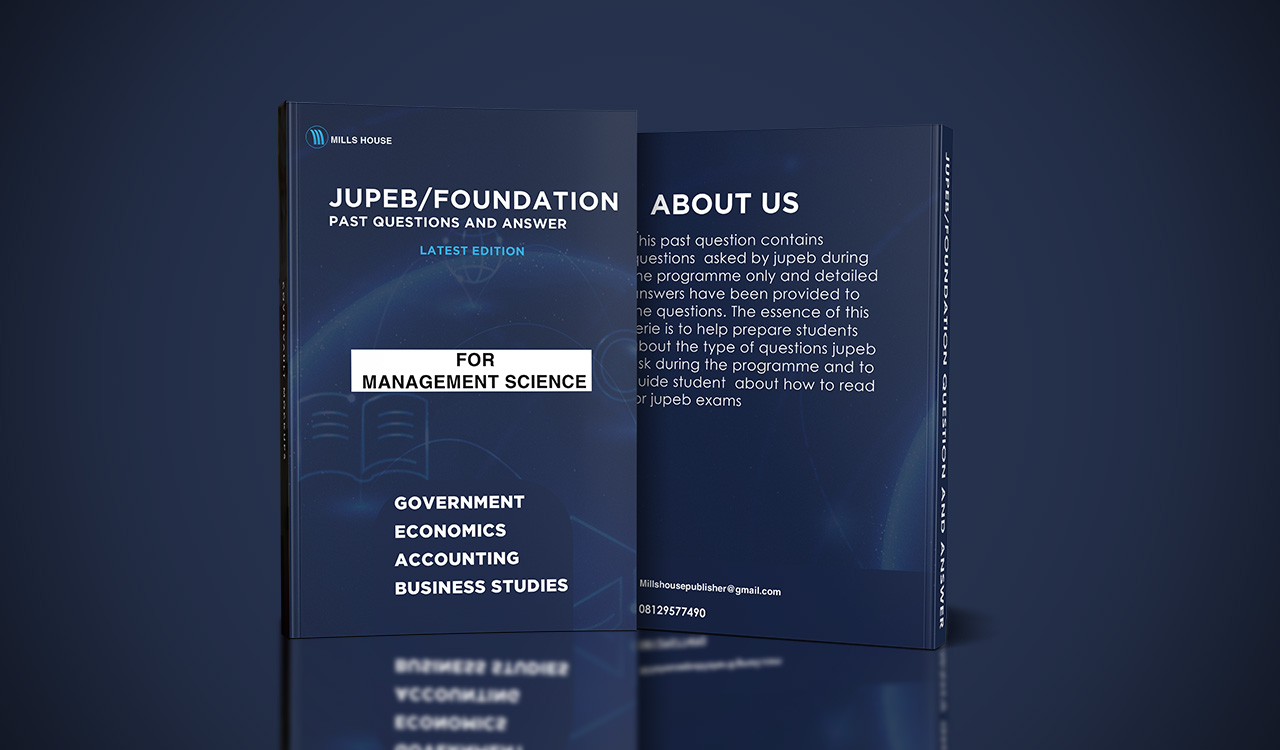 MILLS HOUSE
JUPEB/FOUNDATION
PAST QUESTIONS AND ANSWER
LATEST EDITION
FOR
MANAGEMENT SCIENCE
GOVERNMENT
ECONOMICS
ACCOUNTING
BUSINESS STUDIES
ABOUT US
his past question contains
uestions asked by jupeb during
he programme only and detailed
nswers have been provided to
he questions. The essence of this
erie is to help prepare students
bout the type of questions jupeb
sk during the programme and to
uide student about how to read
or jupeb exams
Millshousepublisher@gmail.com
08129577490
JUPEB/FOUNDATION QUESTION AND ANSWER